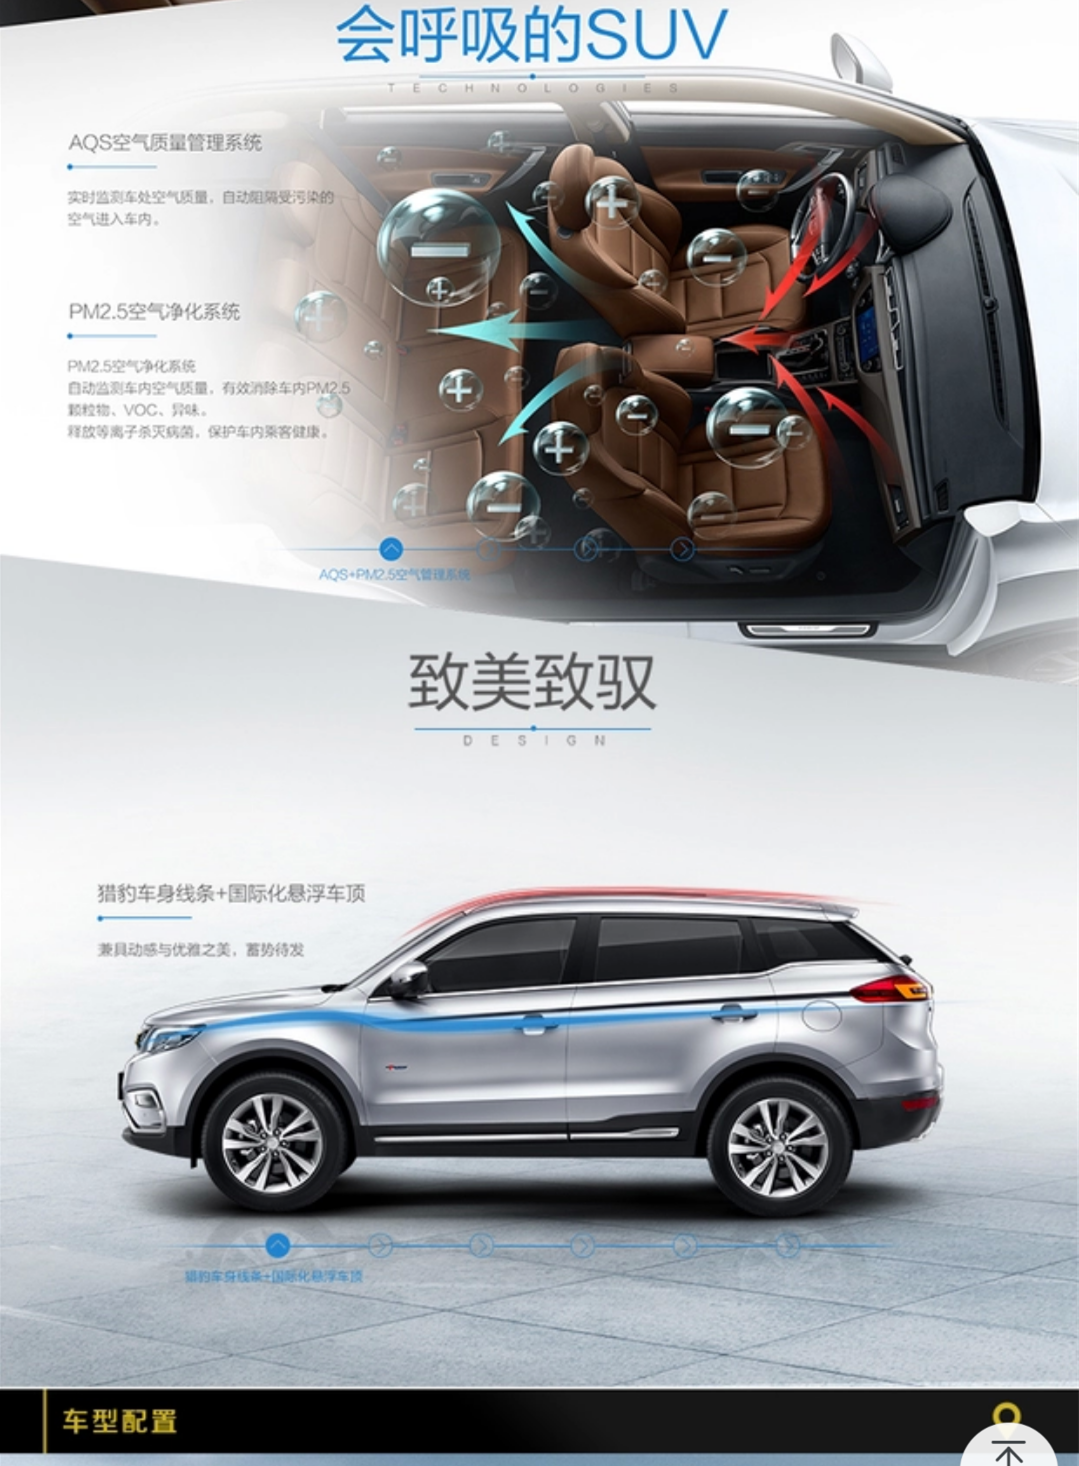 会呼吸的SUV
TECHNOLOGIES
AQS空气质量管理系统
实时监测车处空气质量，自动阻隔受污染的
空气进入车内。
PM2.5空气净化系统
PM2.5空气净化系统
自动监测车内空气质量，有效消除车内PM2.5
颗粒物、VOC、异味。
释放等离子杀灭病菌，保护车内乘客健康。
AQS+PM2.5空气管理系统
致美致驭
DESIGN
猎豹车身线条+国际化悬浮车顶
兼具动感与优雅之美，蓄势待发
猎豹车身线条+国际化悬浮车顶
车型配置